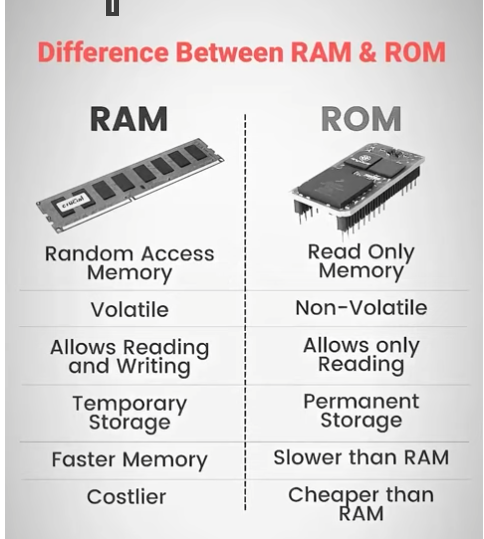 Difference Between RAM & ROM
RAM
ROM
crucial
Random Access
Memory
Read Only
Memory
Volatile
Non-Volatile
Allows Reading
and Writing
Allows only
Reading
Temporary
Storage
Permanent
Storage
Faster Memory
Slower than RAM
Costlier
Cheaper than
RAM